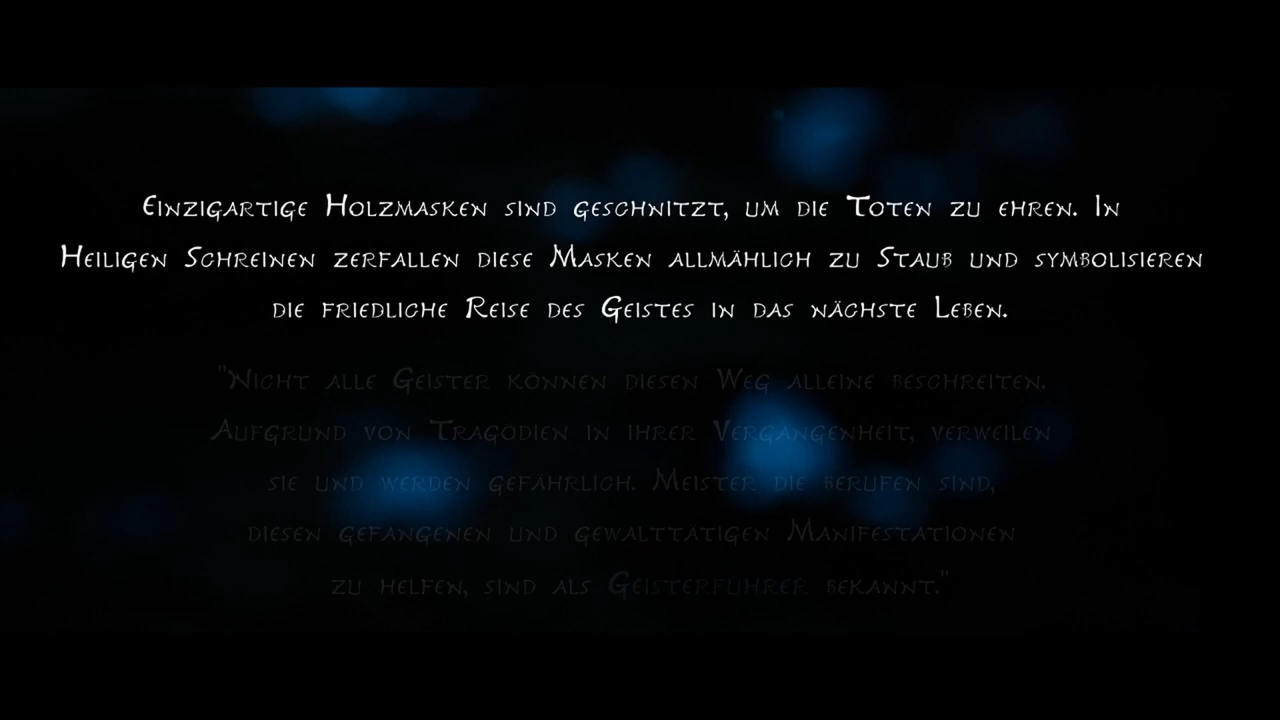 Einzigartige Holzmasken sind geschnitzt, um die Toten zu ehren. In
Heiligen Schreinen zerfallen diese Masken allmählich zu Staub und symbolisieren
die friedliche Reise des Geistes in das nächste Leben.
"Nicht alle Geister können diesen Weg alleine beschreiten.
Aufgrund von Tragödien in ihrer Vergangenheit, verweilen
sie und werden gefährlich. Meister die berufen sind,
diesen gefangenen und gewalttätigen Manifestationen
zu helfen, sind als Geisterführer bekannt."